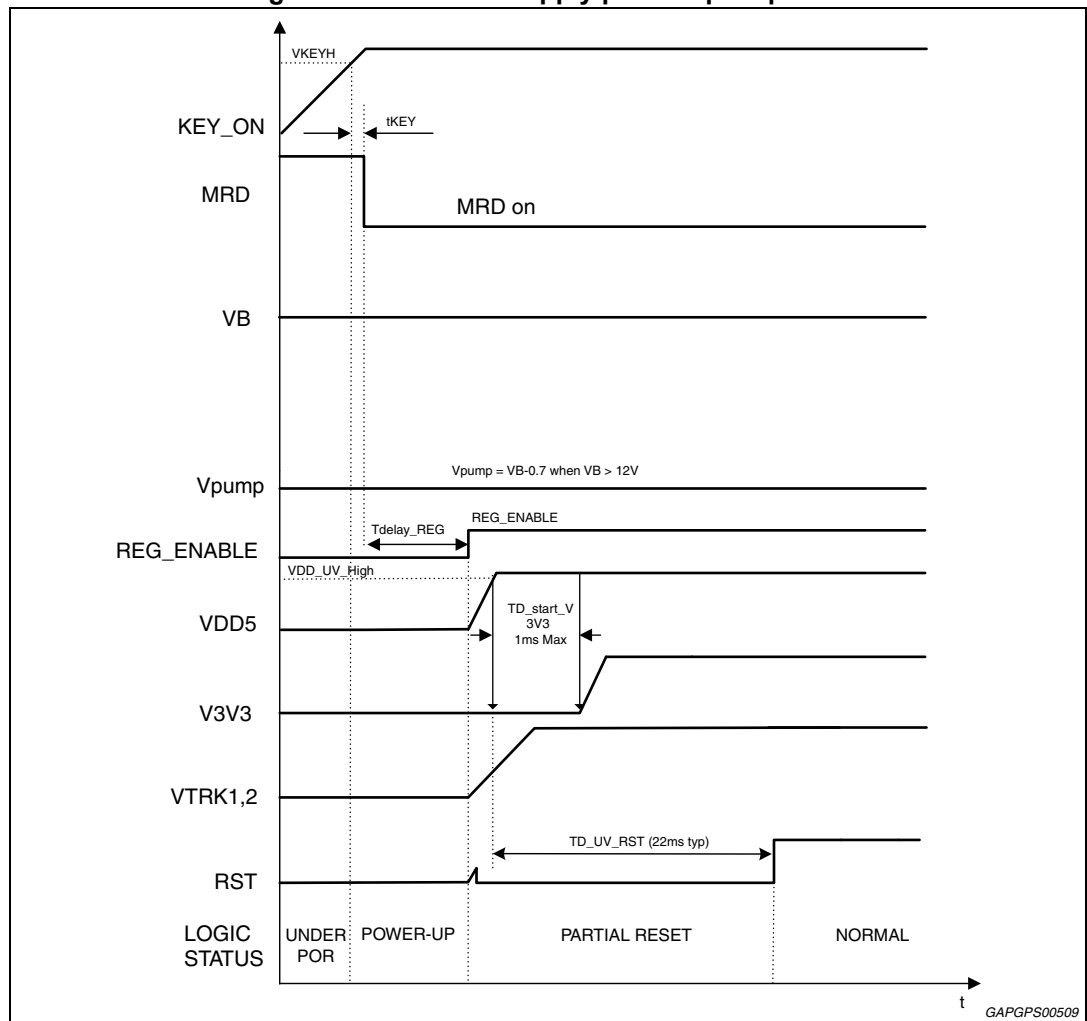 VKEYH
KEY_ON
tKEY
MRD
MRD on
VB
Vpump = VB-0.7 when VB > 12V
Vpump
REG_ENABLE
Tdelay_REG
REG_ENABLE
VDD_UV_High
VDD5
TD_start_V
3V3
1ms Max
V3V3
VTRK1,2
TD_UV_RST (22ms typ)
RST
LOGIC
STATUS
UNDER
POR
POWER-UP
PARTIAL RESET
NORMAL
t
GAPGPS00509